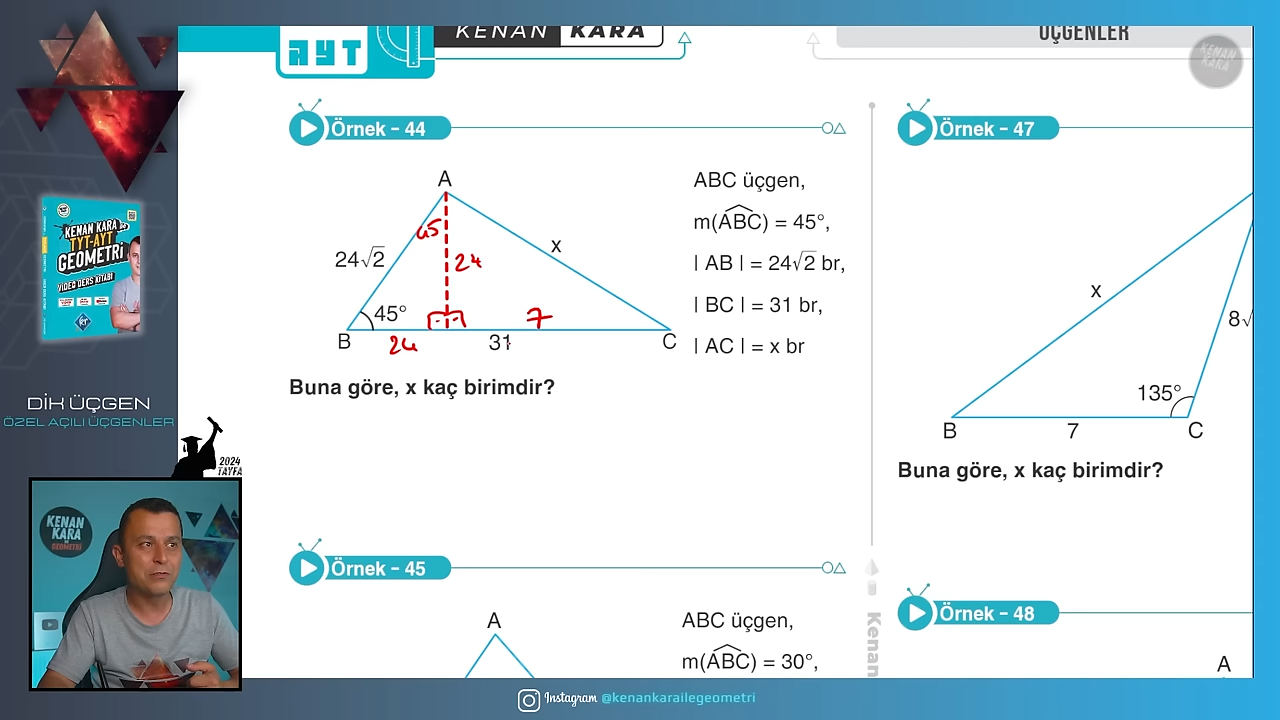 AYT
KENAN KARA
ÜÇGENLER
KENAN
KARA
Örnek – 44
A
24√2
45
24
x
45°
7
B
24
31
C
ABC üçgen,
m(ABC) = 45°,
| AB | = 24√2 br,
| BC | = 31 br,
| AC | = x br
Buna göre, x kaç birimdir?
Örnek – 45
A
ABC üçgen,
m(ABC) = 30°,
Örnek – 47
x
8√
135°
B
7
C
Buna göre, x kaç birimdir?
Örnek – 48
A
Kenan
KENAN KARA
TYT-AYT
GEOMETRİ
VİDEO DERS KİTABI
DİK ÜÇGEN
ÖZEL AÇILI ÜÇGENLER
2024
TAYFA
KENAN
KARA
GEOMETRİ
Instagram @kenankarailegeometri